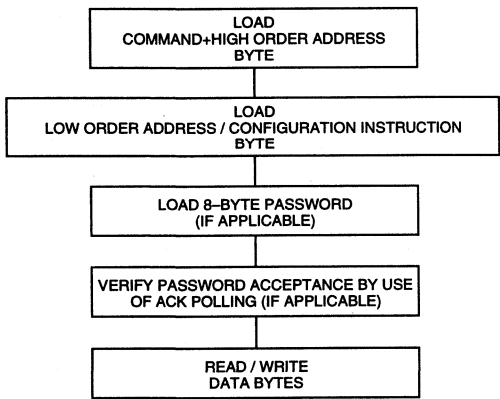 LOAD
COMMAND+HIGH ORDER ADDRESS
BYTE
LOAD
LOW ORDER ADDRESS / CONFIGURATION INSTRUCTION
BYTE
LOAD 8–BYTE PASSWORD
(IF APPLICABLE)
VERIFY PASSWORD ACCEPTANCE BY USE
OF ACK POLLING (IF APPLICABLE)
READ / WRITE
DATA BYTES